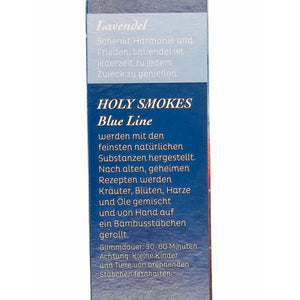 Lavendel
Schenkt Harmonie und
Frieden. Lavendel ist
jederzeit zu jedem
Zweck zu genießen.
HOLY SMOKES
Blue Line
werden mit den
feinsten natürlichen
Substanzen hergestellt.
Nach alten, geheimen
Rezepten werden
Kräuter, Blüten, Harze
und Öle gemischt
und von Hand auf
ein Bambusstäbchen
gerollt.
Glimmdauer: 30-60 Minuten
Achtung: Kleine Kinder
und Tiere von brennenden
Stäbchen fernhalten.